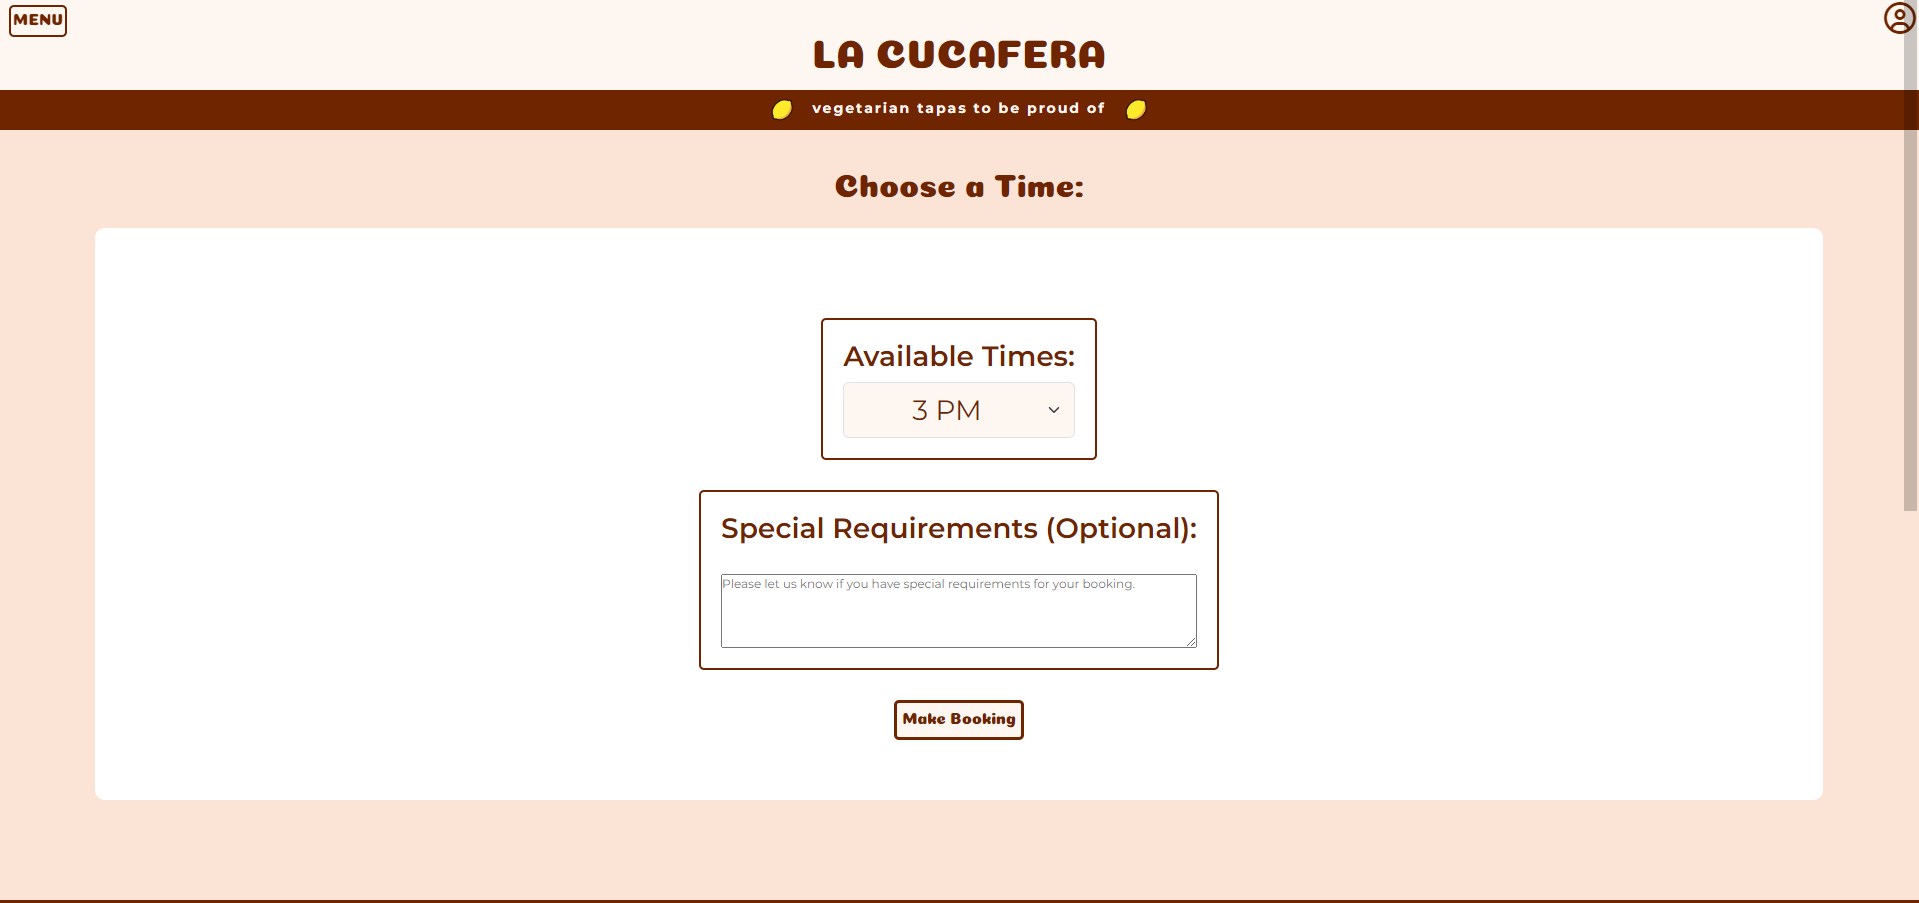 MENU
LA CUCAFERA
vegetarian tapas to be proud of
Choose a Time:
Available Times:
3 PM
Special Requirements (Optional):
Please let us know if you have special requirements for your booking.
Make Booking